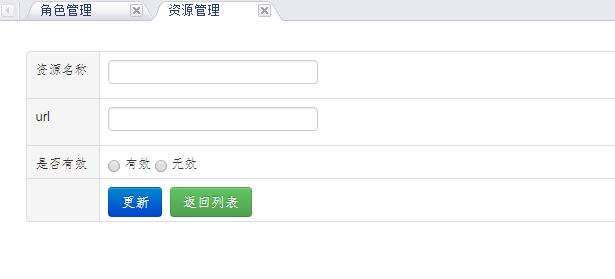 角色管理 资源管理
资源名称
url
是否有效 有效 无效
更新 返回列表